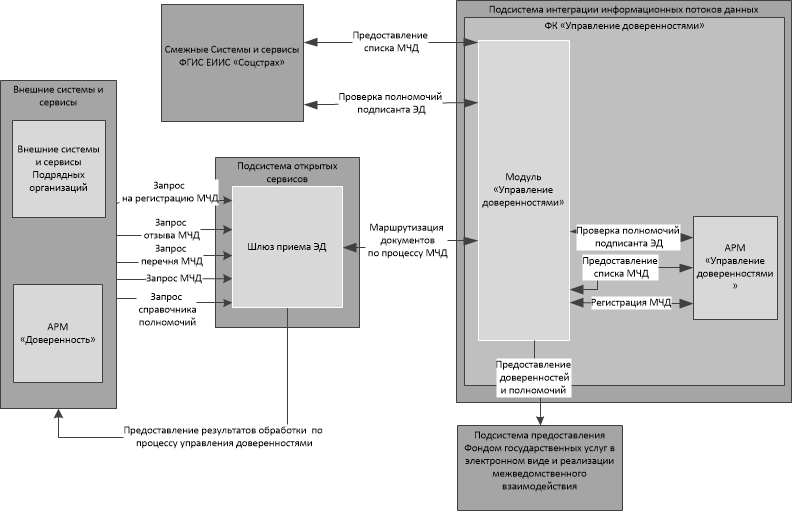 Подсистема интеграции информационных потоков данных
ФК «Управление доверенностями»
Смежные Системы и сервисы
ФГИС ЕИИС «Соцстрах»
Предоставление
списка МЧД
Проверка полномочий
подписанта ЭД
Модуль
«Управление
доверенностями»
Внешние системы и
сервисы
Внешние системы
и сервисы
Подрядных
организаций
АРМ
«Доверенность»
Запрос
на регистрацию МЧД
Запрос
отзыва МЧД
Запрос
перечня МЧД
Запрос МЧД
Запрос
справочника
полномочий
Подсистема открытых
сервисов
Шлюз приема ЭД
Маршрутизация
документов
по процессу МЧД
Проверка полномочий
подписанта ЭД
Предоставление
списка МЧД
Регистрация МЧД
АРМ
«Управление
доверенностями
»
Предоставление
доверенностей
и полномочий
Предоставление результатов обработки по
процессу управления доверенностями
Подсистема предоставления
Фондом государственных услуг в
электронном виде и реализации
межведомственного
взаимодействия